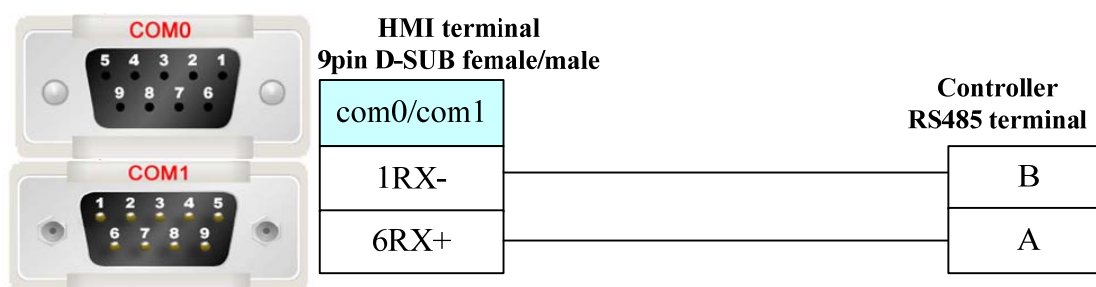 COM0
5 4 3 2 1
9 8 7 6
COM1
1 2 3 4 5
6 7 8 9
HMI terminal
9pin D-SUB female/male
com0/com1
1RX-
6RX+
Controller
RS485 terminal
B
A